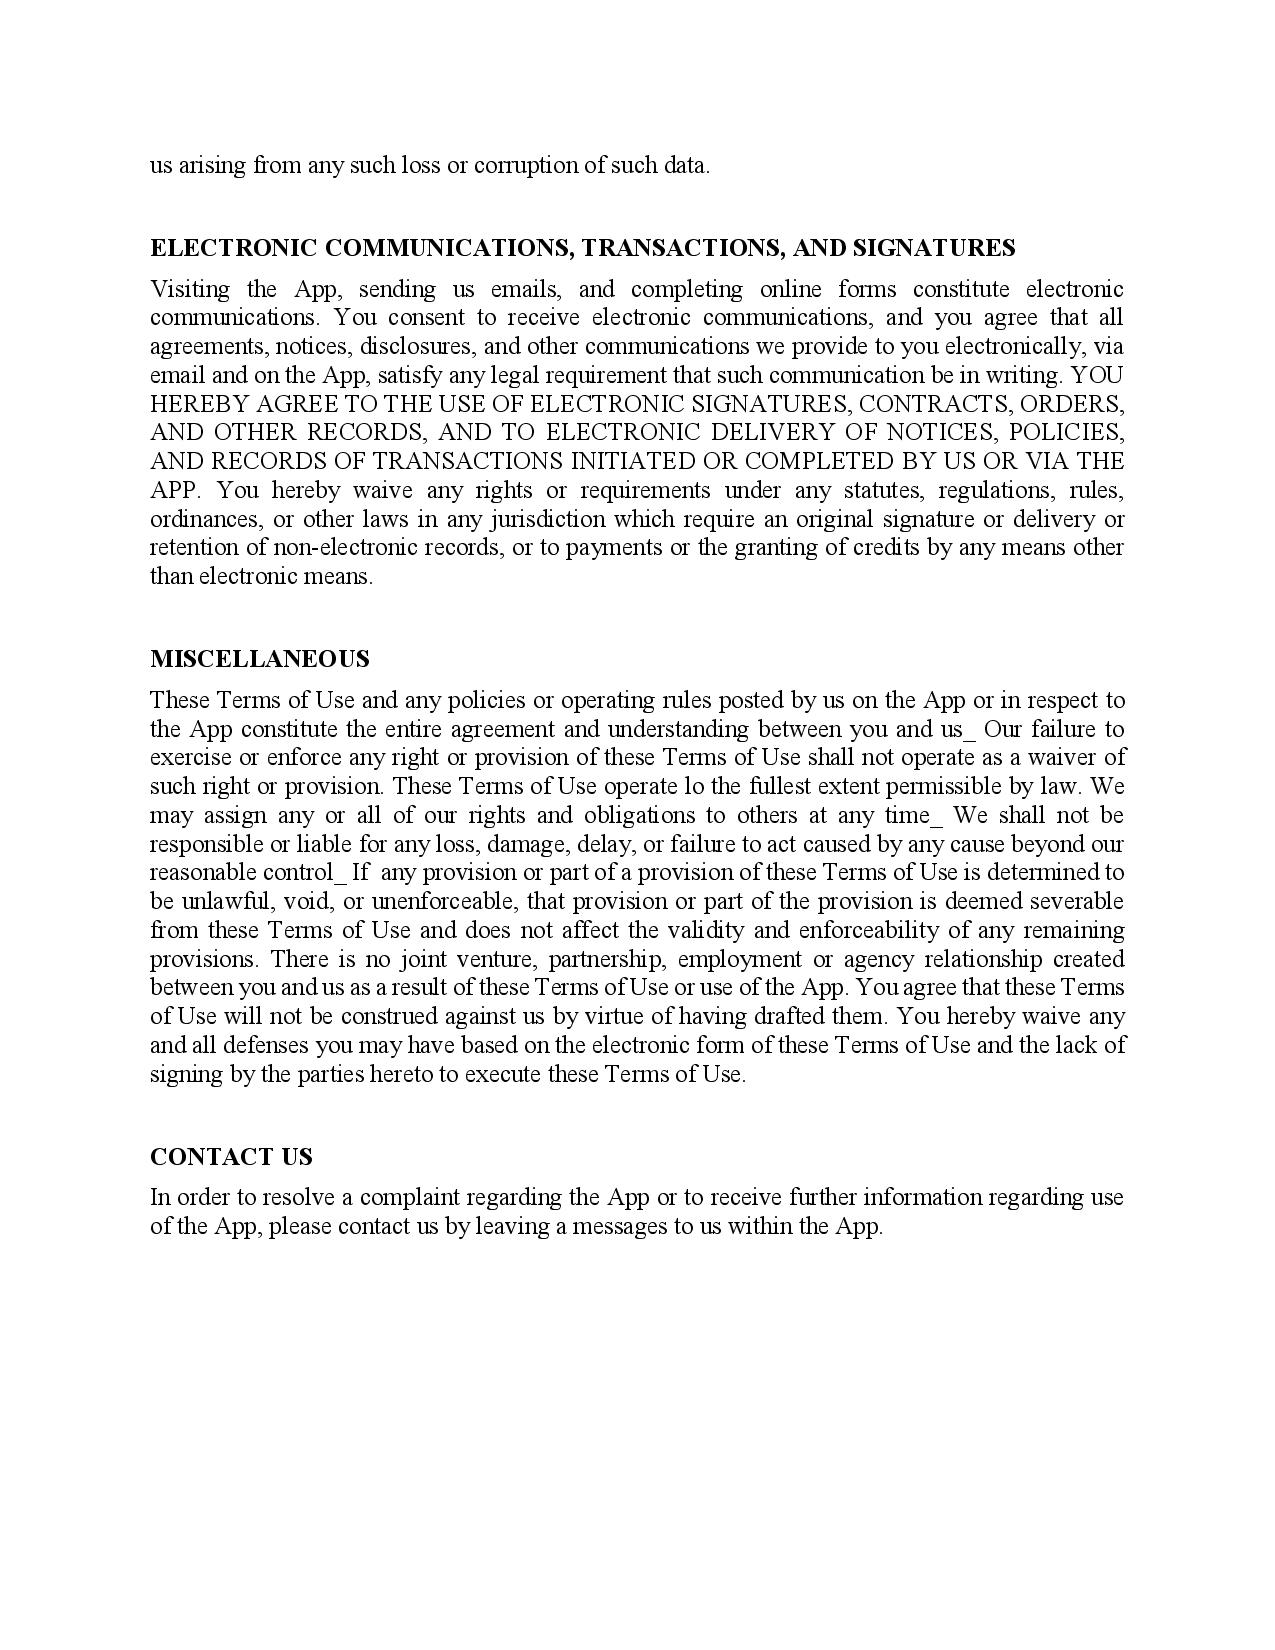 us arising from any such loss or corruption of such data.
ELECTRONIC COMMUNICATIONS, TRANSACTIONS, AND SIGNATURES
Visiting the App, sending us emails, and completing online forms constitute electronic
communications. You consent to receive electronic communications, and you agree that all
agreements, notices, disclosures, and other communications we provide to you electronically, via
email and on the App, satisfy any legal requirement that such communication be in writing. YOU
HEREBY AGREE TO THE USE OF ELECTRONIC SIGNATURES, CONTRACTS, ORDERS,
AND OTHER RECORDS, AND TO ELECTRONIC DELIVERY OF NOTICES, POLICIES,
AND RECORDS OF TRANSACTIONS INITIATED OR COMPLETED BY US OR VIA THE
APP. You hereby waive any rights or requirements under any statutes, regulations, rules,
ordinances, or other laws in any jurisdiction which require an original signature or delivery or
retention of non-electronic records, or to payments or the granting of credits by any means other
than electronic means.
MISCELLANEOUS
These Terms of Use and any policies or operating rules posted by us on the App or in respect to
the App constitute the entire agreement and understanding between you and us_ Our failure to
exercise or enforce any right or provision of these Terms of Use shall not operate as a waiver of
such right or provision. These Terms of Use operate lo the fullest extent permissible by law. We
may assign any or all of our rights and obligations to others at any time_ We shall not be
responsible or liable for any loss, damage, delay, or failure to act caused by any cause beyond our
reasonable control_ If any provision or part of a provision of these Terms of Use is determined to
be unlawful, void, or unenforceable, that provision or part of the provision is deemed severable
from these Terms of Use and does not affect the validity and enforceability of any remaining
provisions. There is no joint venture, partnership, employment or agency relationship created
between you and us as a result of these Terms of Use or use of the App. You agree that these Terms
of Use will not be construed against us by virtue of having drafted them. You hereby waive any
and all defenses you may have based on the electronic form of these Terms of Use and the lack of
signing by the parties hereto to execute these Terms of Use.
CONTACT US
In order to resolve a complaint regarding the App or to receive further information regarding use
of the App, please contact us by leaving a messages to us within the App.